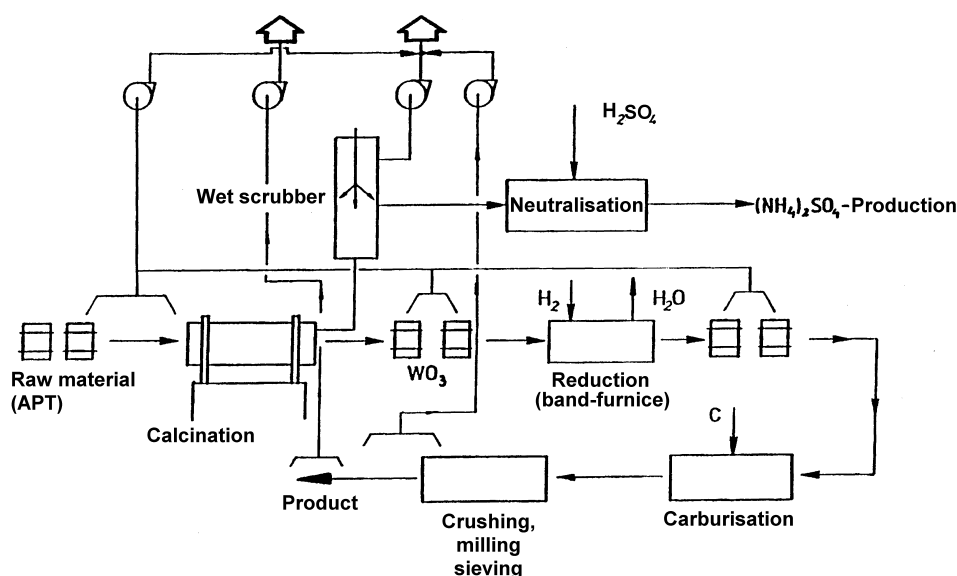 H₂SO₄
Wet scrubber
Neutralisation
(NH₄)₂SO₄-Production
H₂
H₂O
Raw material
(APT)
WO₃
Reduction
(band-furnice)
Calcination
C
Product
Crushing,
milling
sieving
Carburisation